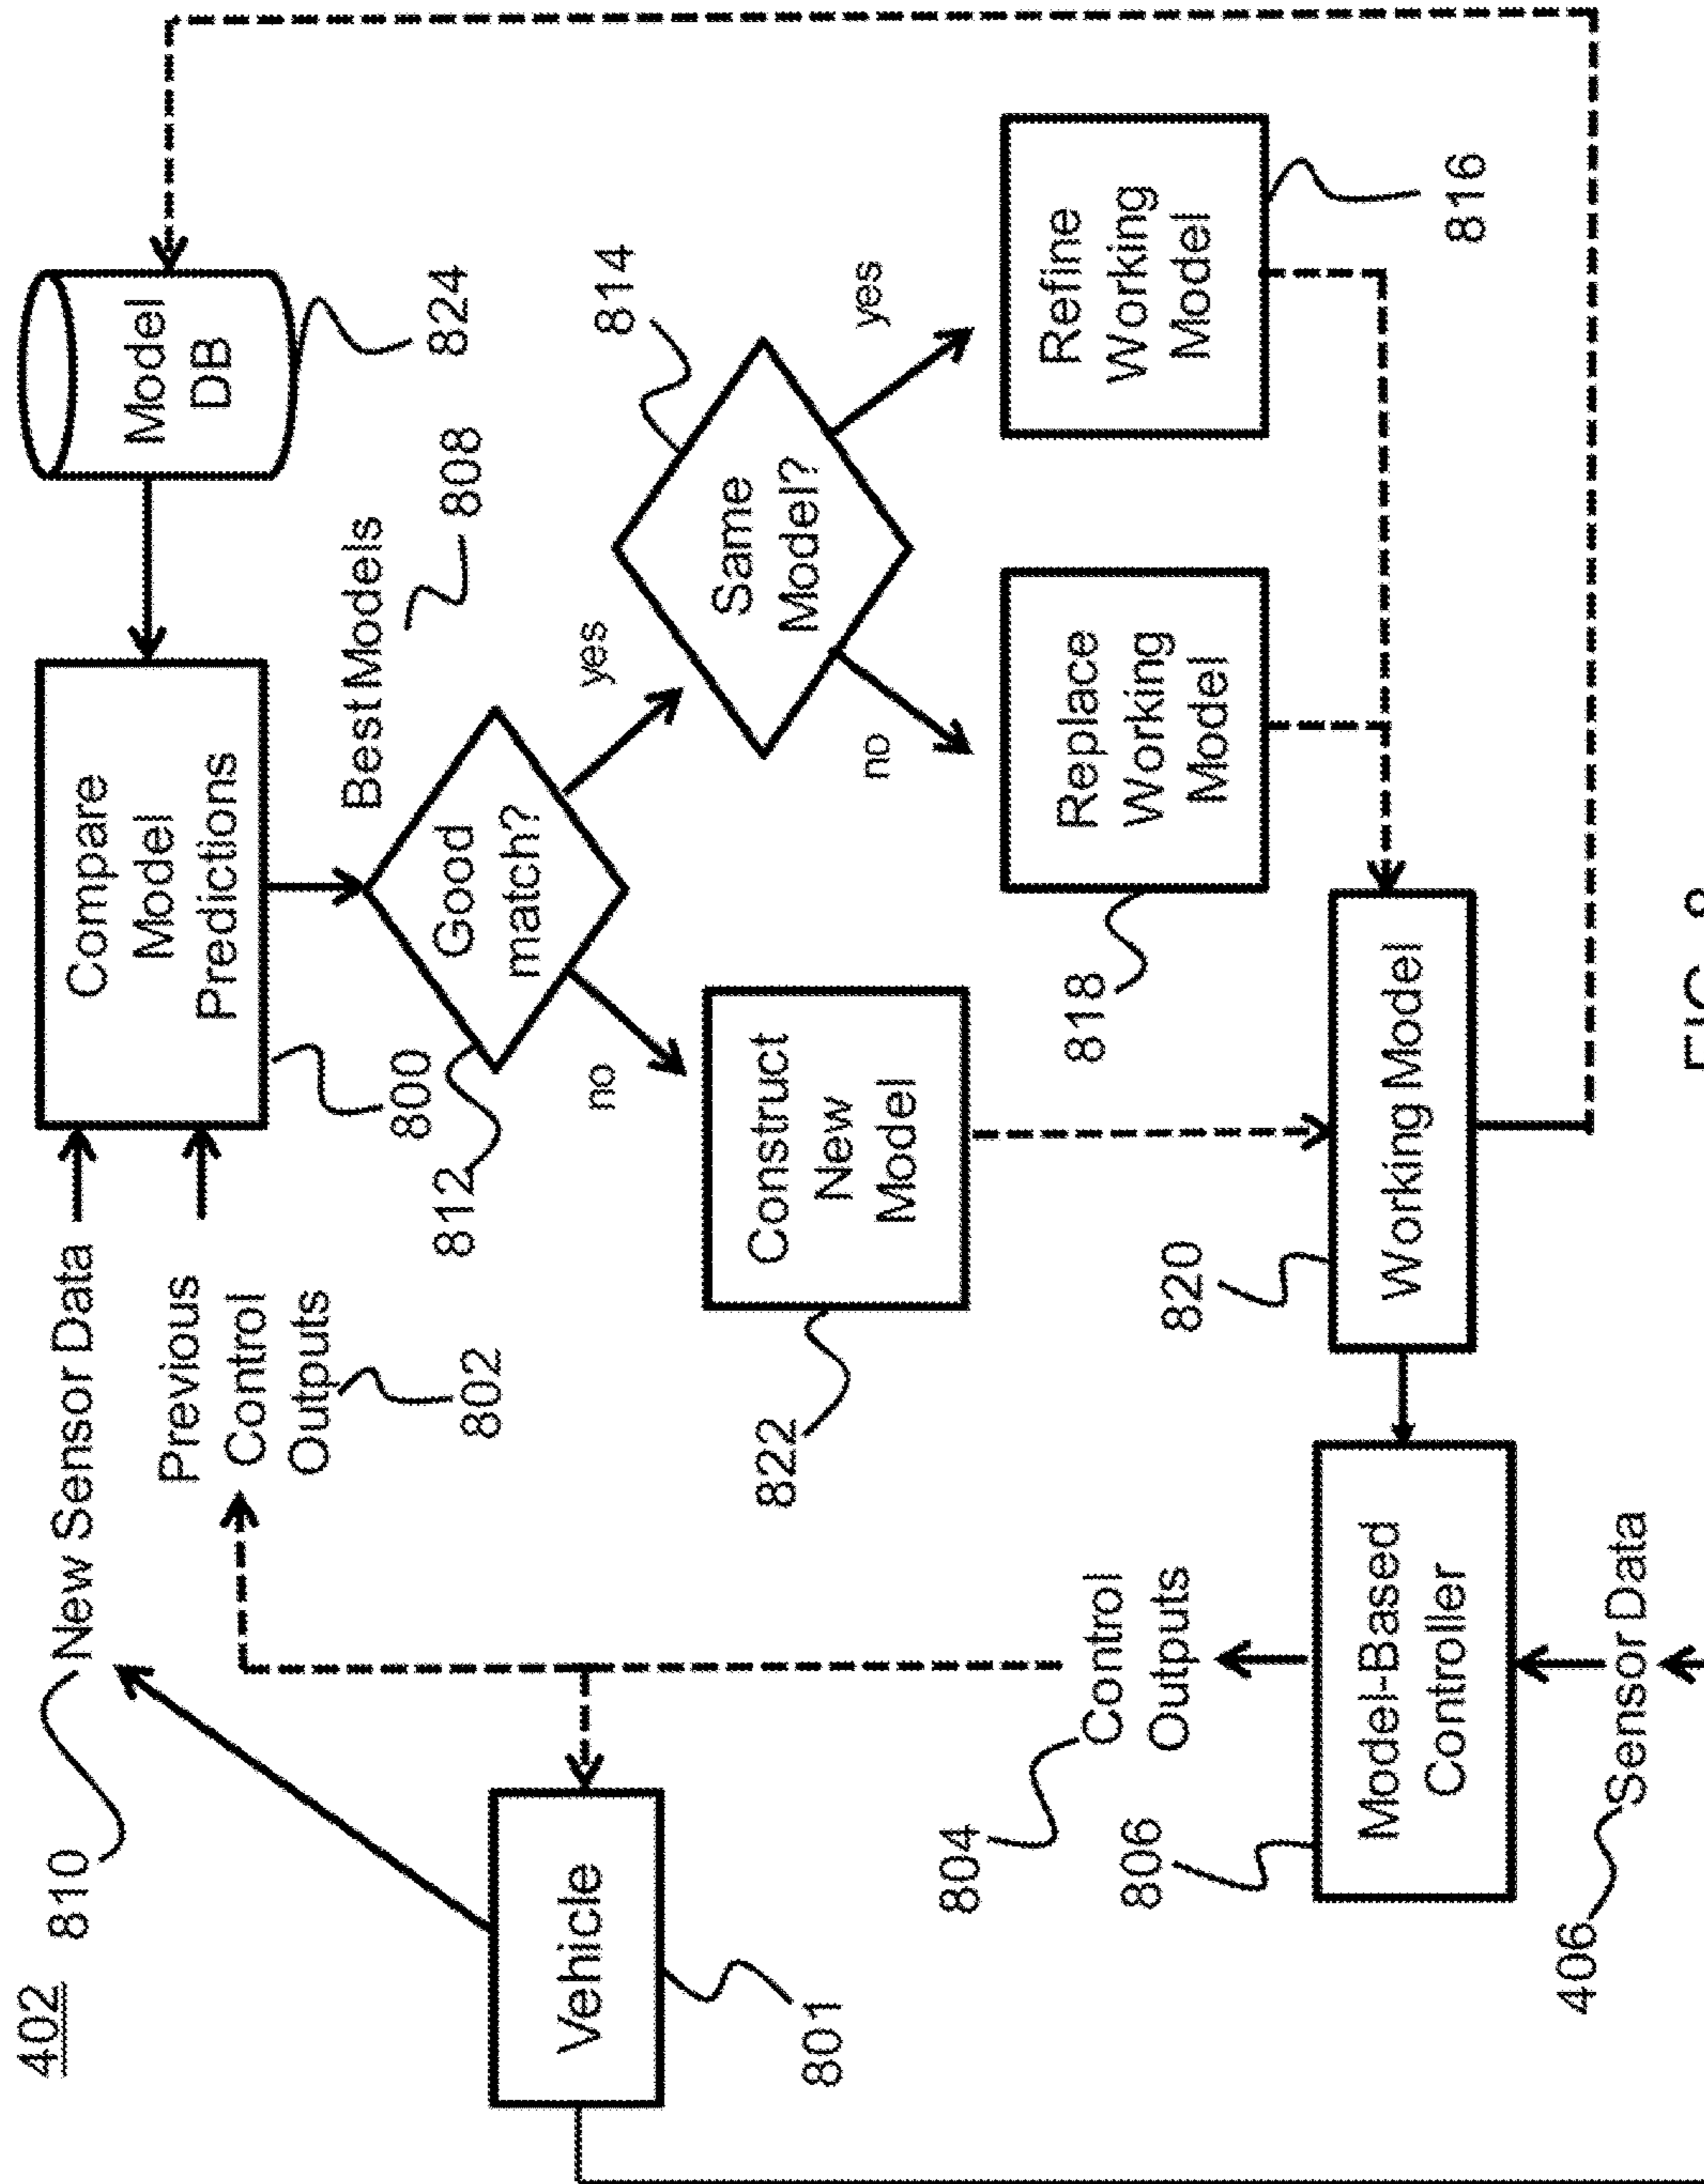 402
810
New Sensor Data
Previous
Control
Outputs
802
Compare
Model
Predictions
800
Model
DB
824
Best Models
808
Good
match?
812
yes
no
Same
Model?
814
yes
no
Construct
New
Model
822
Replace
Working
Model
818
Refine
Working
Model
816
Vehicle
801
Control
Outputs
804
Model-Based
Controller
806
Working Model
820
406
Sensor Data
FIG. 8